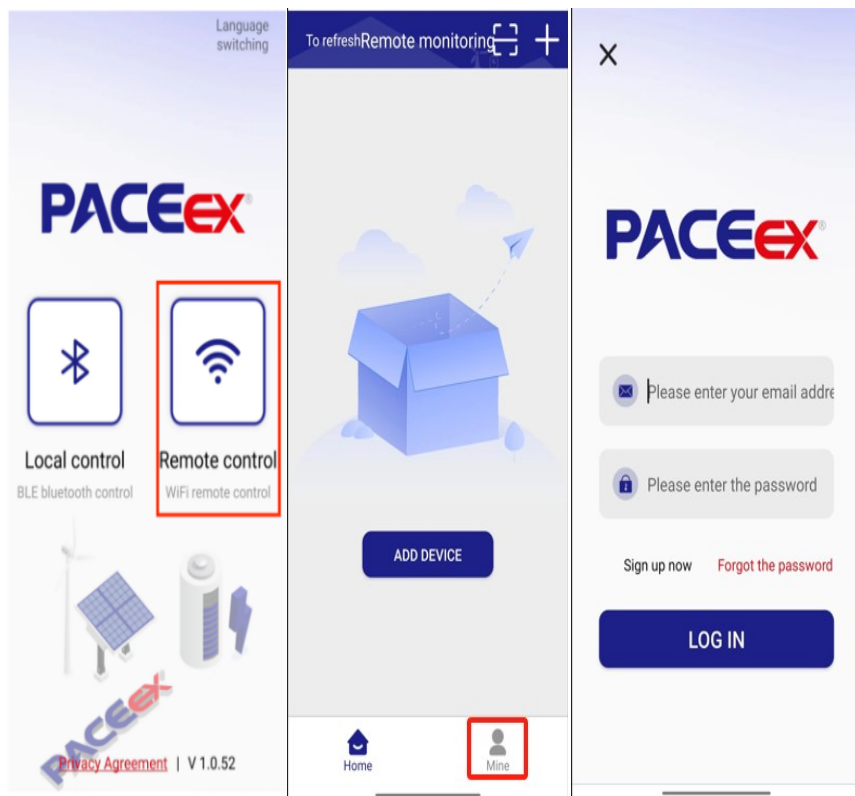 Language
switching
PACEex®
Local control
BLE bluetooth control
Remote control
WiFi remote control
PACEex
Privacy Agreement | V 1.0.52
To refresh Remote monitoring
ADD DEVICE
Home
Mine
PACEex®
Please enter your email addre
Please enter the password
Sign up now
Forgot the password
LOG IN